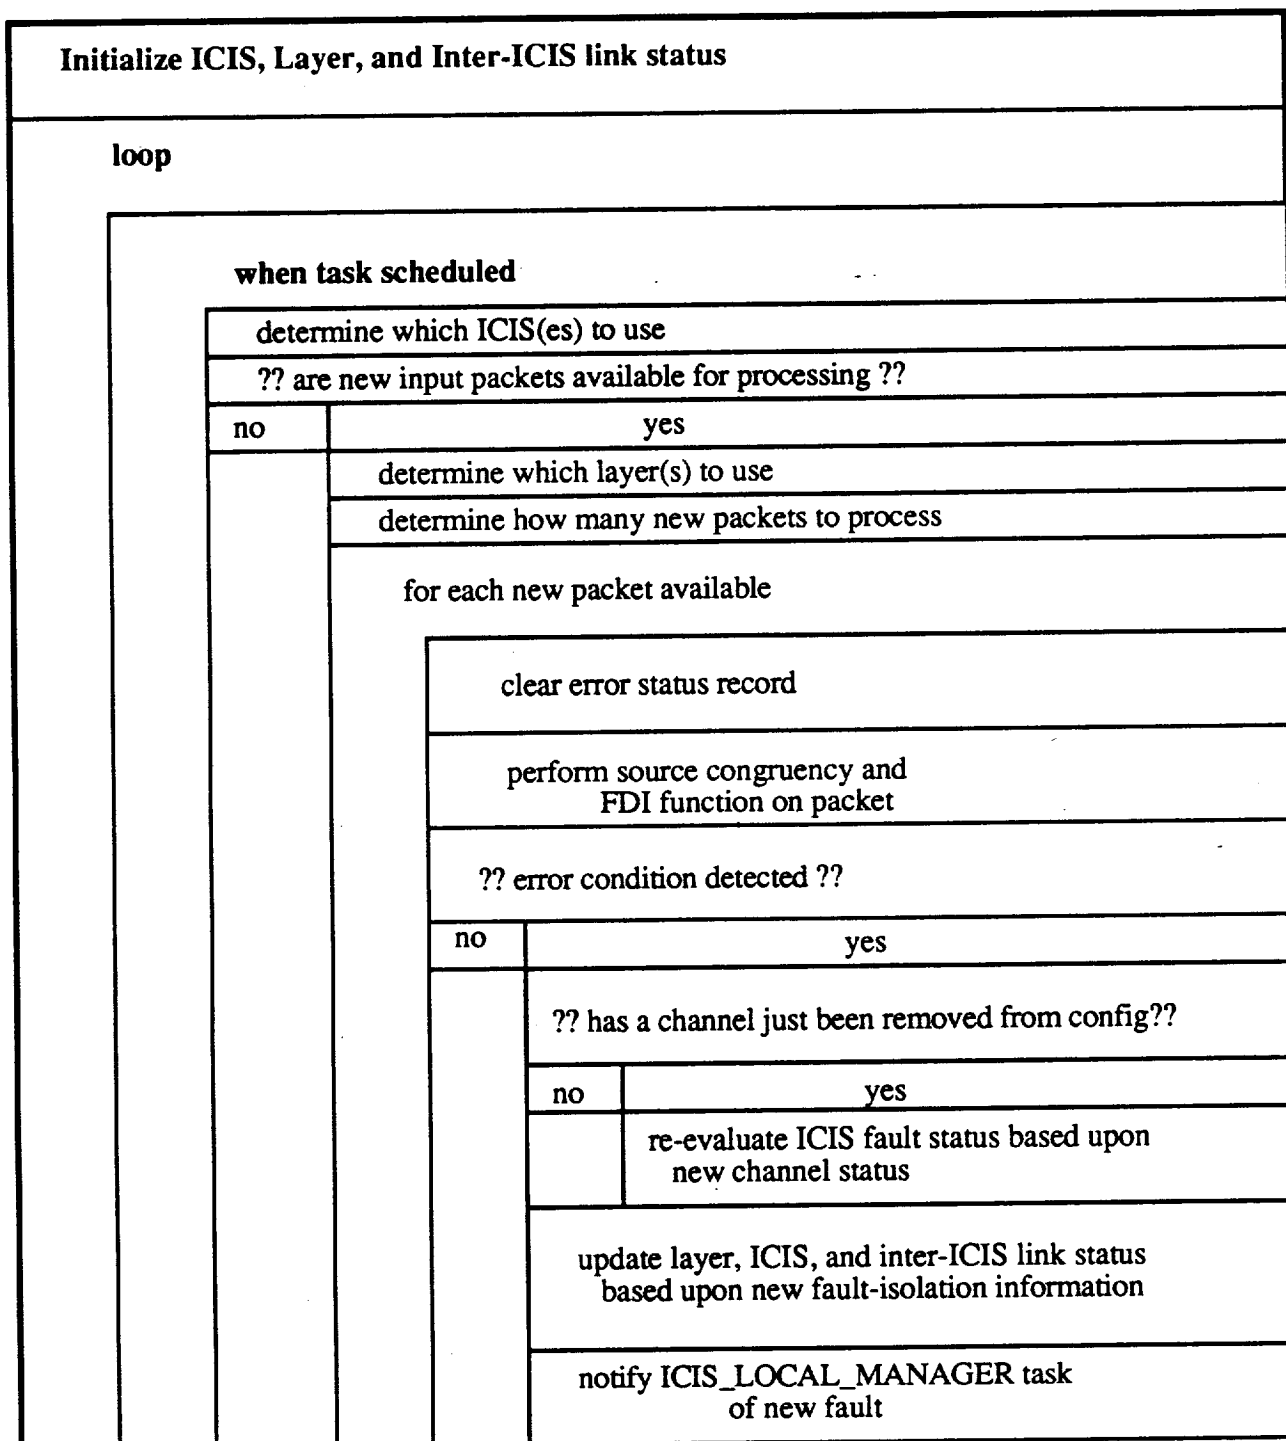 Initialize ICIS, Layer, and Inter-ICIS link status
loop
when task scheduled
determine which ICIS(es) to use
?? are new input packets available for processing ??
no yes
determine which layer(s) to use
determine how many new packets to process
for each new packet available
clear error status record
perform source congruency and
FDI function on packet
?? error condition detected ??
no yes
?? has a channel just been removed from config??
no yes
re-evaluate ICIS fault status based upon
new channel status
update layer, ICIS, and inter-ICIS link status
based upon new fault-isolation information
notify ICIS_LOCAL_MANAGER task
of new fault